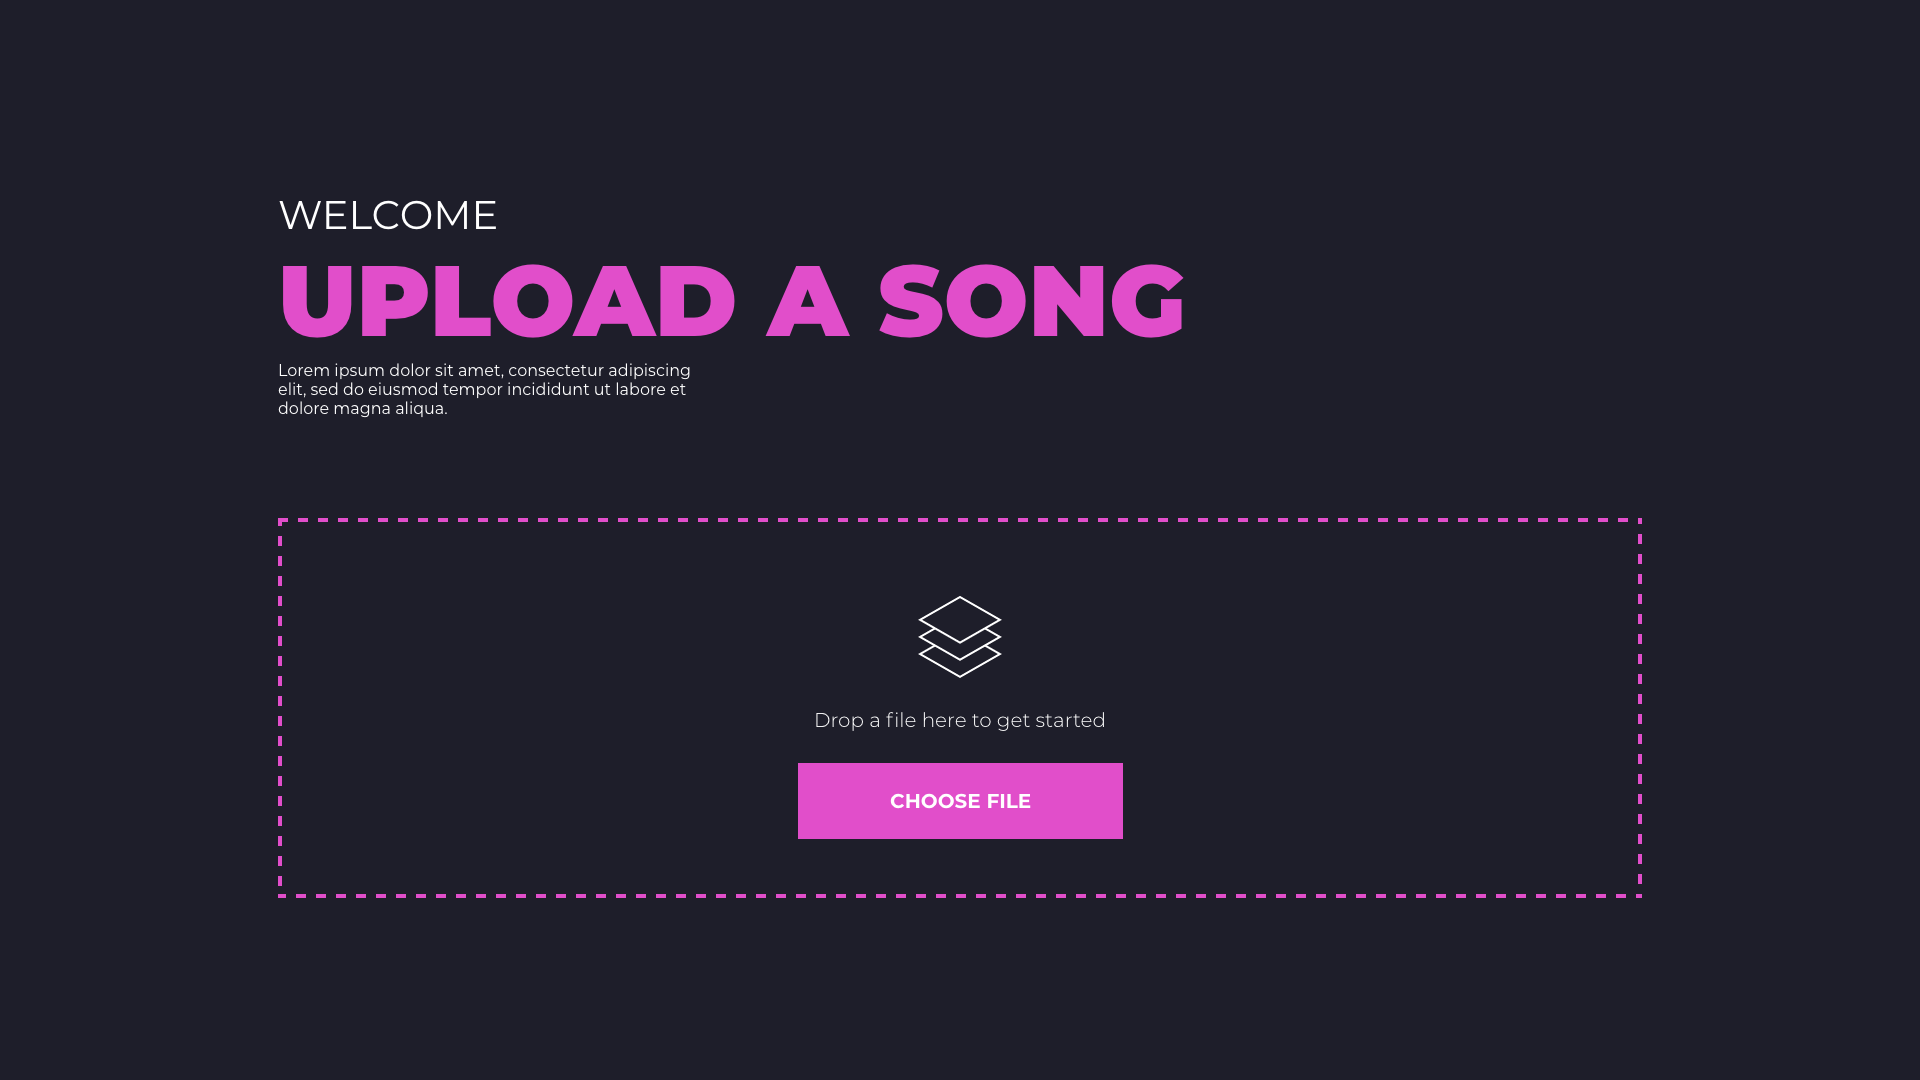 WELCOME
UPLOAD A SONG
Lorem ipsum dolor sit amet, consectetur adipiscing
elit, sed do eiusmod tempor incididunt ut labore et
dolore magna aliqua.
Drop a file here to get started
CHOOSE FILE